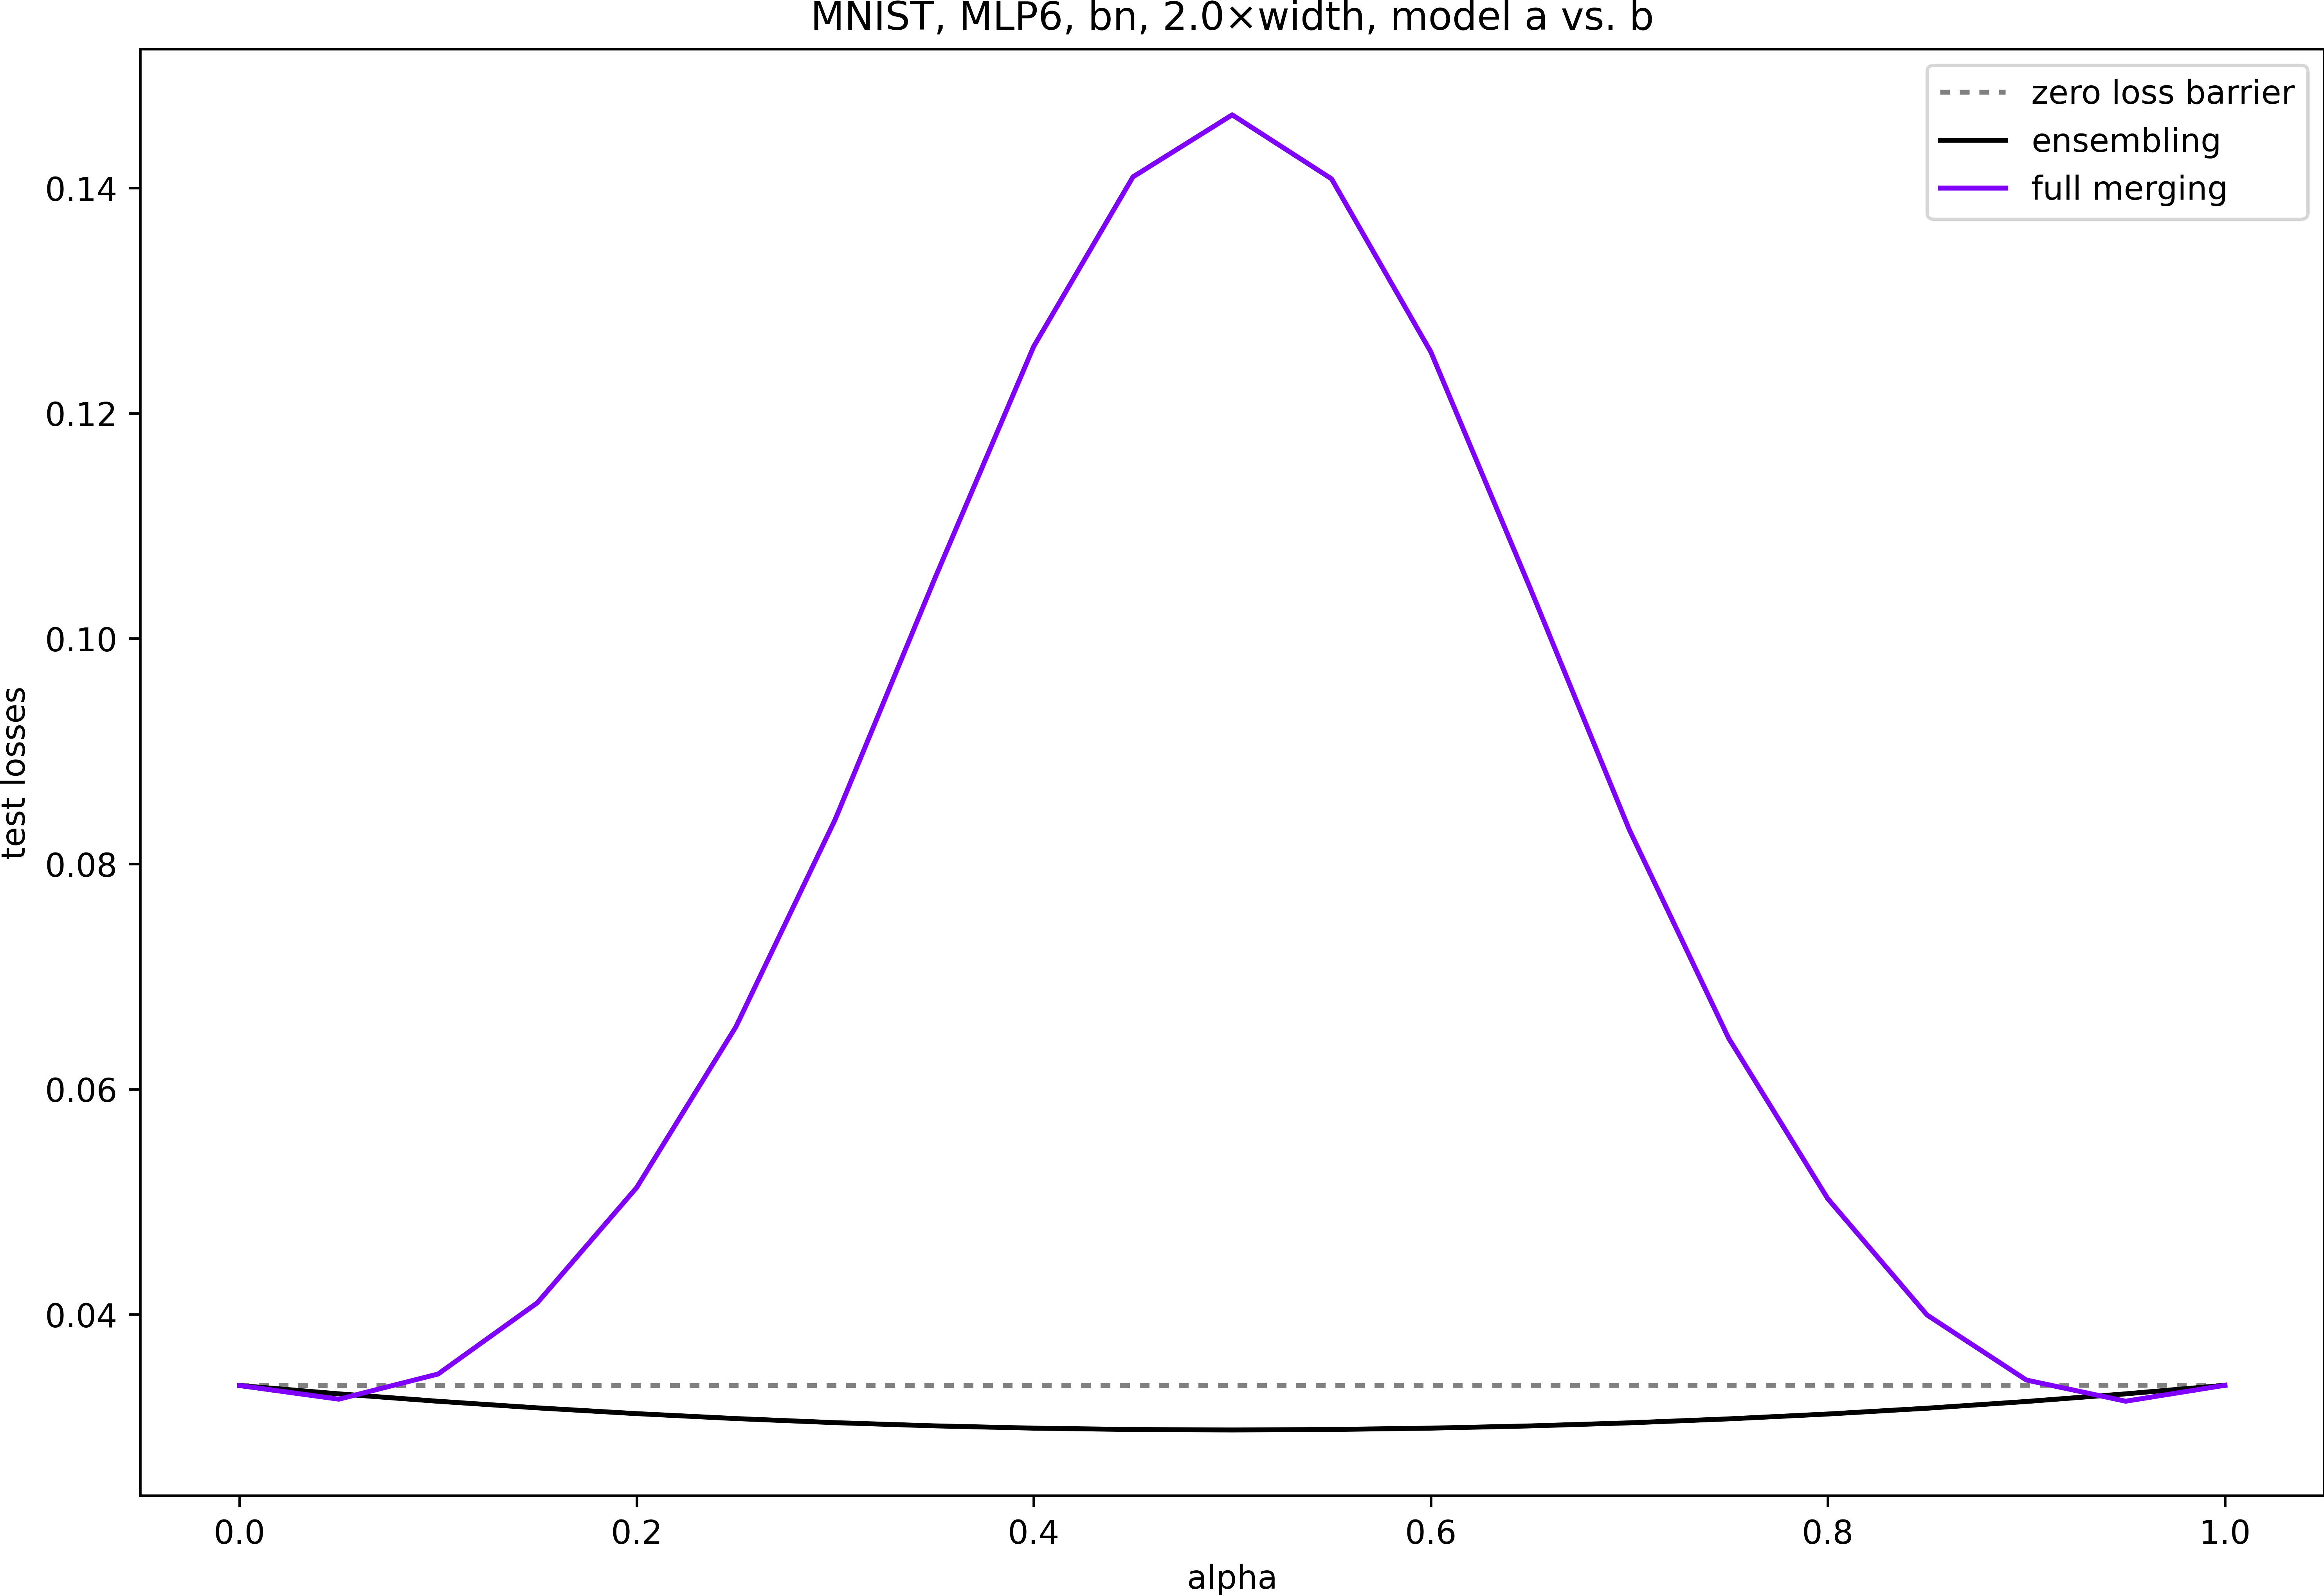 MNIST, MLP6, bn, 2.0×width, model a vs. b
zero loss barrier
ensembling
full merging
test losses
0.14
0.12
0.10
0.08
0.06
0.04
0.0
0.2
0.4
0.6
0.8
1.0
alpha